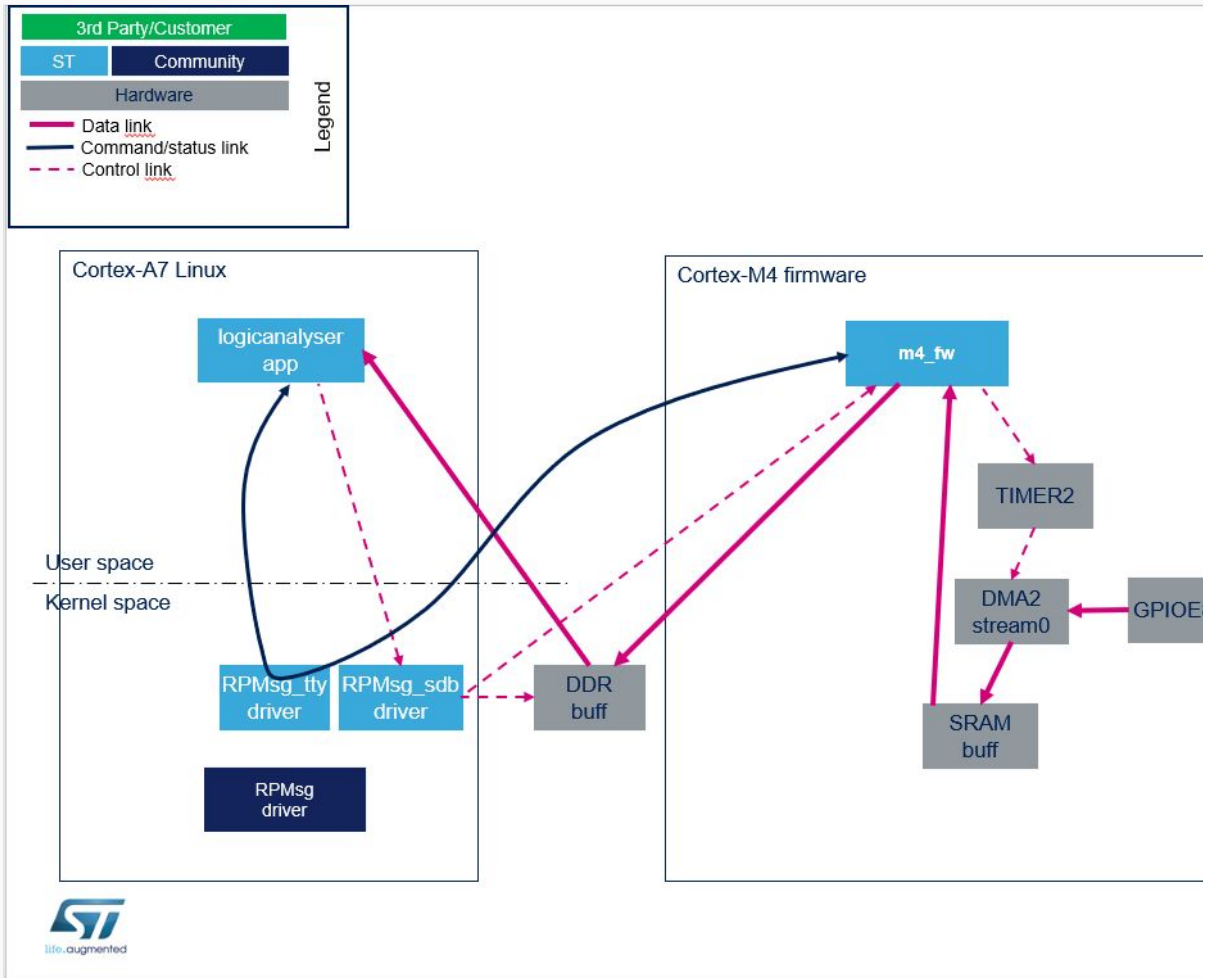 3rd Party/Customer
ST
Community
Hardware
Data link
Command/status link
Control link
Legend
Cortex-A7 Linux
Cortex-M4 firmware
logicanalyser
app
m4_fw
TIMER2
User space
Kernel space
DMA2
stream0
GPIOE
RPMsg_tty
driver
RPMsg_sdb
driver
DDR
buff
SRAM
buff
RPMsg
driver
ST
life.augmented